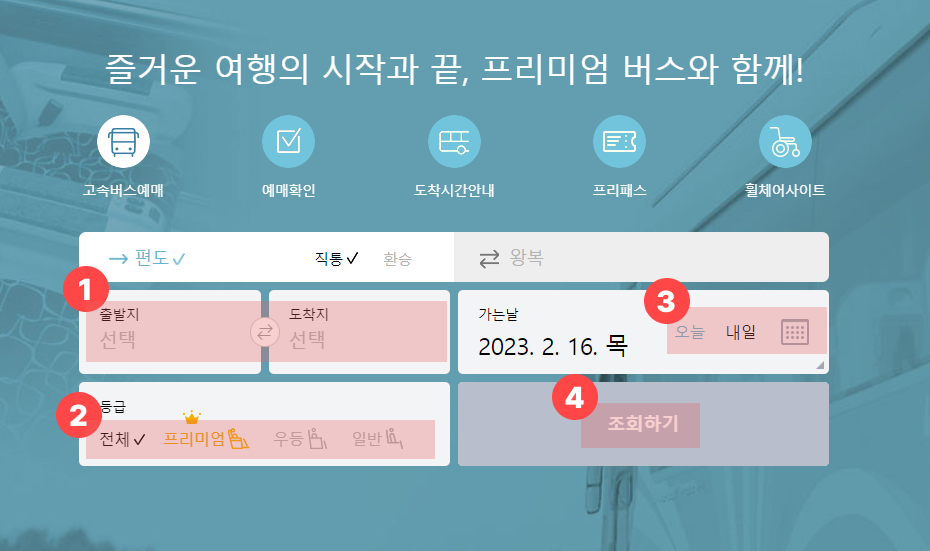 즐거운 여행의 시작과 끝, 프리미엄 버스와 함께!
고속버스예매 예매확인 도착시간안내 프리패스 휠체어사이트
편도 직통 환승 왕복
1
출발지 도착지 가는날
3
선택 선택 2023. 2. 16. 목 오늘 내일
2
등급
4
전체 프리미엄 우등 일반 조회하기